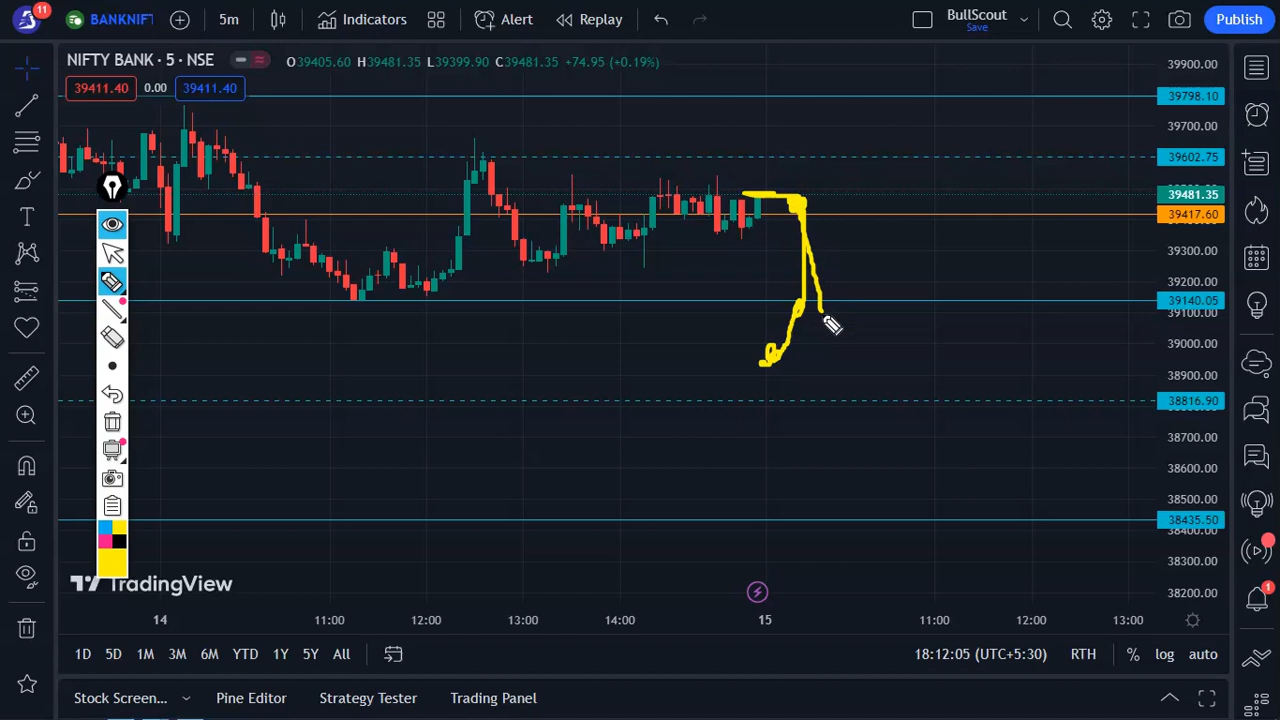 11
BANKNIFT
5m
Indicators
Alert
Replay
BullScout
Save
Publish
NIFTY BANK · 5 · NSE
O39405.60 H39481.35 L39399.90 C39481.35 +74.95 (+0.19%)
39411.40 0.00 39411.40
39900.00
39798.10
39700.00
39602.75
39481.35
39417.60
39300.00
39200.00
39140.05
39100.00
39000.00
38900.00
38816.90
38700.00
38600.00
38500.00
38435.50
38400.00
38300.00
38200.00
TradingView
14 11:00 12:00 13:00 14:00 15 11:00 12:00 13:00
1D 5D 1M 3M 6M YTD 1Y 5Y All
18:12:05 (UTC+5:30) RTH % log auto
Stock Screen... Pine Editor Strategy Tester Trading Panel
1